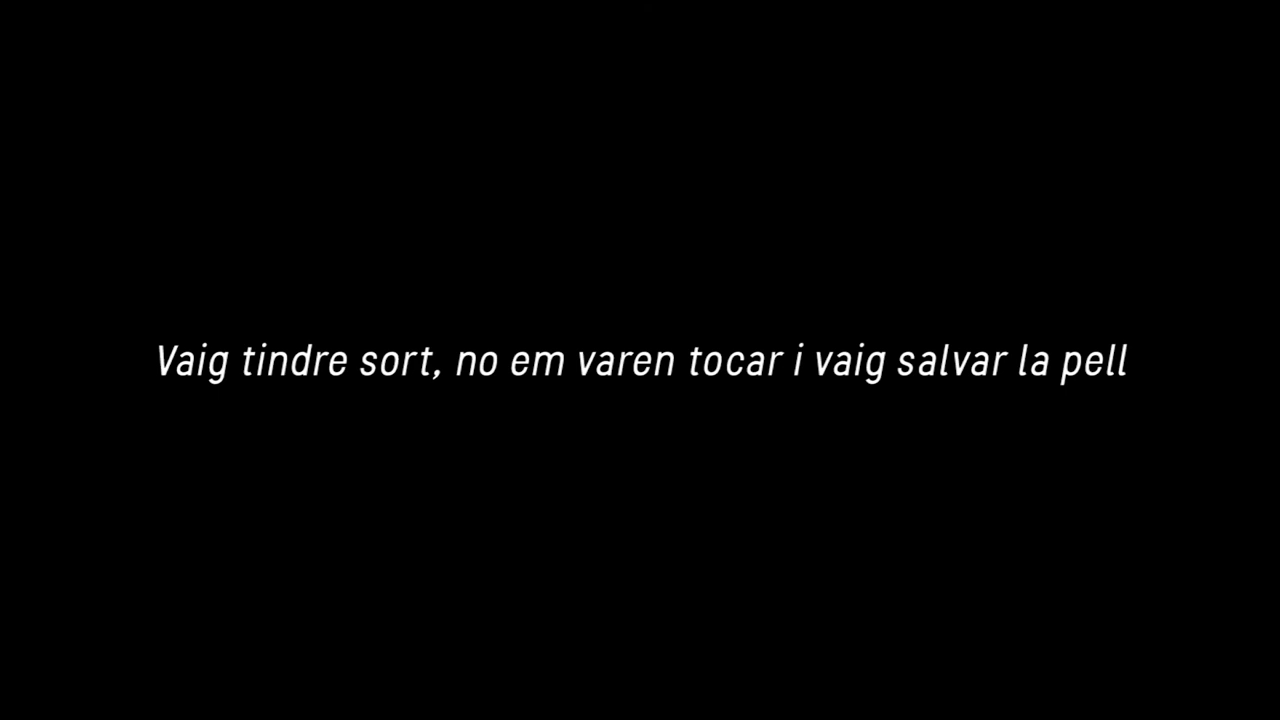 Vaig tindre sort, no em varen tocar i vaig salvar la pell